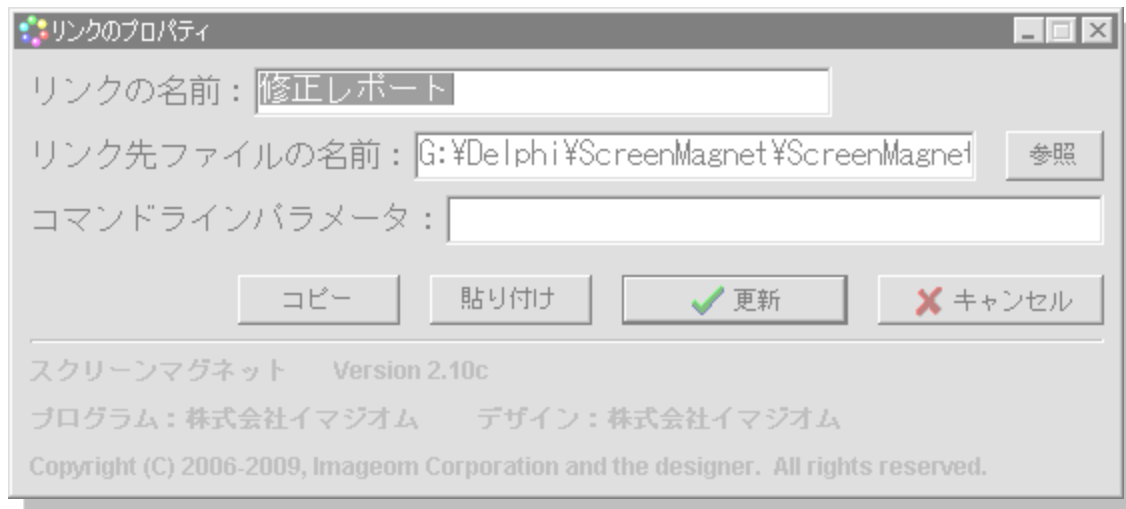 リンクのプロパティ
リンクの名前：修正レポート
リンク先ファイルの名前：G:¥Delphi¥ScreenMagnet¥ScreenMagnet 参照
コマンドラインパラメータ：
コピー 貼り付け 更新 キャンセル
スクリーンマグネット Version 2.10c
プログラム：株式会社イマジオム デザイン：株式会社イマジオム
Copyright (C) 2006-2009, Imageom Corporation and the designer. All rights reserved.